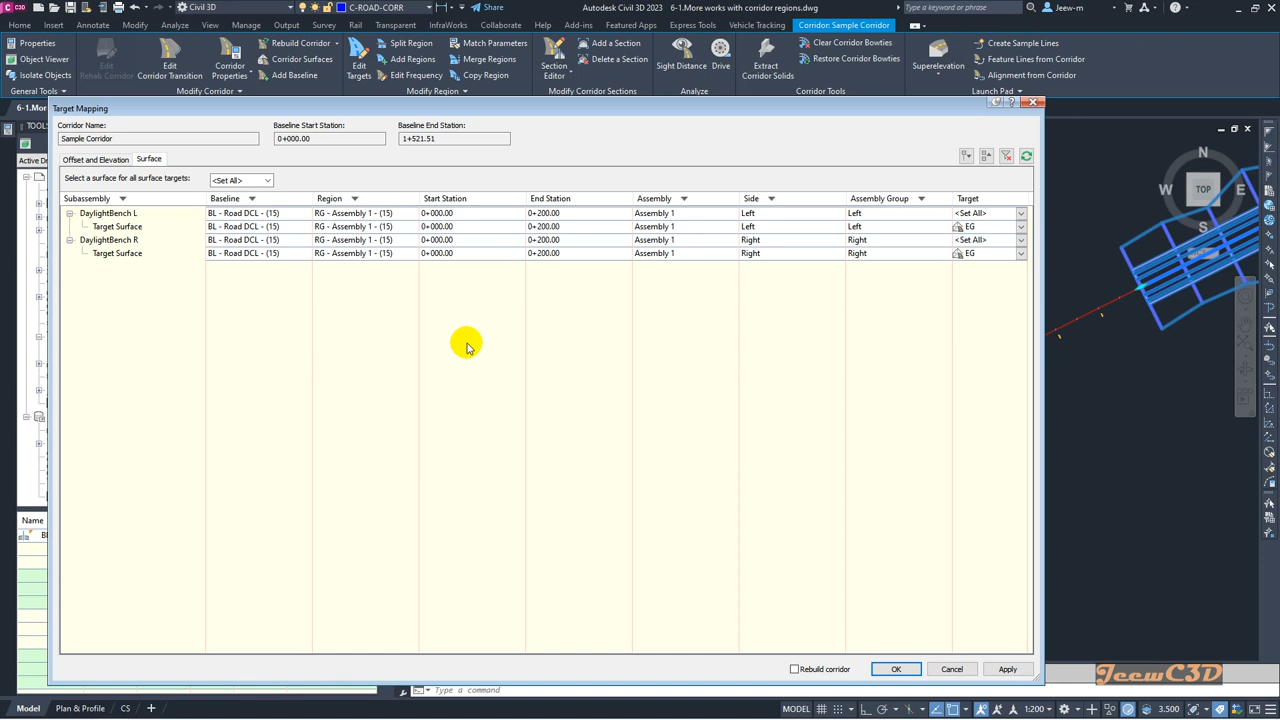 Civil 3D
C-ROAD-CORR
Share
Autodesk Civil 3D 2023
6-1.More works with corridor regions.dwg
Type a keyword or phrase
Jeew-m
Home
Insert
Annotate
Modify
Analyze
View
Manage
Output
Survey
Rail
Transparent
InfraWorks
Collaborate
Help
Add-ins
Featured Apps
Express Tools
Vehicle Tracking
Corridor: Sample Corridor
Properties
Object Viewer
Isolate Objects
General Tools
Edit
Rehab Corridor
Edit
Corridor Transition
Corridor
Properties
Rebuild Corridor
Corridor Surfaces
Add Baseline
Modify Corridor
Edit
Targets
Split Region
Add Regions
Edit Frequency
Match Parameters
Merge Regions
Copy Region
Modify Region
Section
Editor
Add a Section
Delete a Section
Modify Corridor Sections
Sight Distance
Drive
Analyze
Extract
Corridor Solids
Clear Corridor Bowties
Restore Corridor Bowties
Corridor Tools
Superelevation
Create Sample Lines
Feature Lines from Corridor
Alignment from Corridor
Launch Pad
6-1.Mor
TOOL
Active Dr
Name
Target Mapping
Corridor Name:
Baseline Start Station:
Baseline End Station:
Sample Corridor
0+000.00
1+521.51
Offset and Elevation
Surface
Select a surface for all surface targets:
<Set All>
Subassembly Baseline Region Start Station End Station Assembly Side Assembly Group Target
DaylightBench L BL - Road DCL - (15) RG - Assembly 1 - (15) 0+000.00 0+200.00 Assembly 1 Left Left <Set All>
Target Surface BL - Road DCL - (15) RG - Assembly 1 - (15) 0+000.00 0+200.00 Assembly 1 Left Left EG
DaylightBench R BL - Road DCL - (15) RG - Assembly 1 - (15) 0+000.00 0+200.00 Assembly 1 Right Right <Set All>
Target Surface BL - Road DCL - (15) RG - Assembly 1 - (15) 0+000.00 0+200.00 Assembly 1 Right Right EG
N
W
TOP
E
S
Rebuild corridor
OK
Cancel
Apply
JeewC3D
Type a command
Model
Plan & Profile
CS
MODEL
1:200
3.500